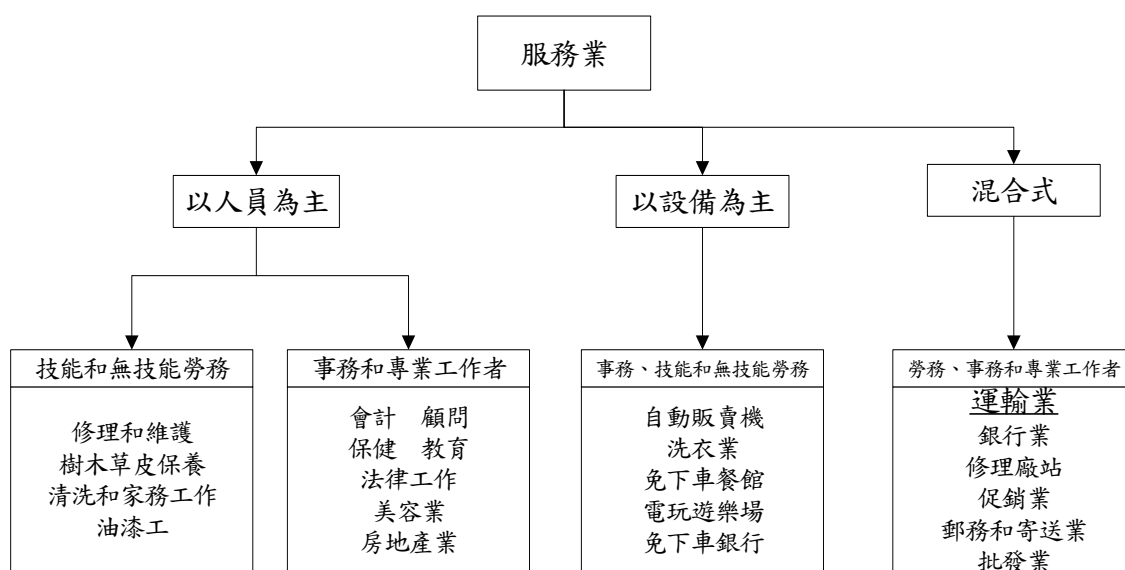 服務業
以人員為主
以設備為主
混合式
技能和無技能勞務
修理和維護
樹木草皮保養
清洗和家務工作
油漆工
事務和專業工作者
會計　顧問
保健　教育
法律工作
美容業
房地產業
事務、技能和無技能勞務
自動販賣機
洗衣業
免下車餐館
電玩遊樂場
免下車銀行
勞務、事務和專業工作者
運輸業
銀行業
修理廠站
促銷業
郵務和寄送業
批發業